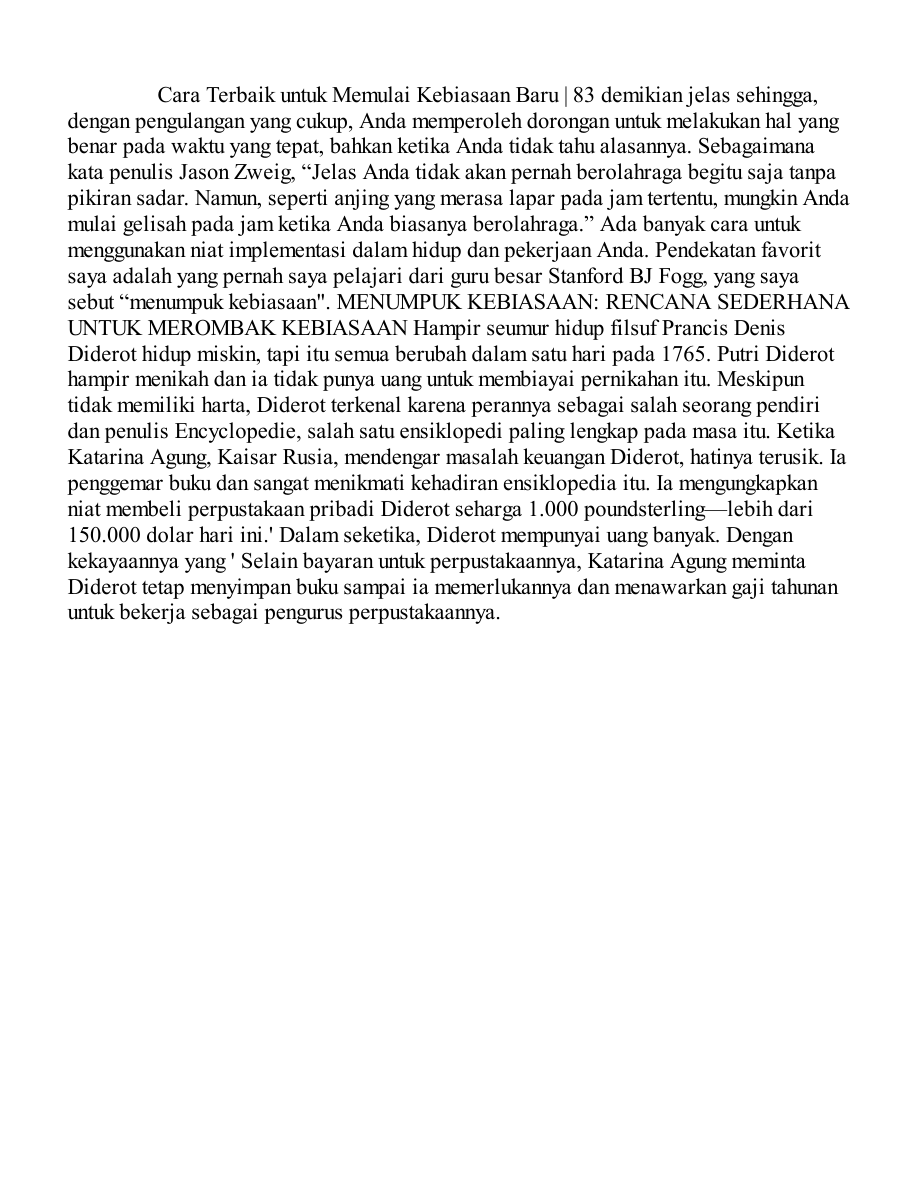 Cara Terbaik untuk Memulai Kebiasaan Baru | 83 demikian jelas sehingga,
dengan pengulangan yang cukup, Anda memperoleh dorongan untuk melakukan hal yang
benar pada waktu yang tepat, bahkan ketika Anda tidak tahu alasannya. Sebagaimana
kata penulis Jason Zweig, “Jelas Anda tidak akan pernah berolahraga begitu saja tanpa
pikiran sadar. Namun, seperti anjing yang merasa lapar pada jam tertentu, mungkin Anda
mulai gelisah pada jam ketika Anda biasanya berolahraga.” Ada banyak cara untuk
menggunakan niat implementasi dalam hidup dan pekerjaan Anda. Pendekatan favorit
saya adalah yang pernah saya pelajari dari guru besar Stanford BJ Fogg, yang saya
sebut “menumpuk kebiasaan". MENUMPUK KEBIASAAN: RENCANA SEDERHANA
UNTUK MEROMBAK KEBIASAAN Hampir seumur hidup filsuf Prancis Denis
Diderot hidup miskin, tapi itu semua berubah dalam satu hari pada 1765. Putri Diderot
hampir menikah dan ia tidak punya uang untuk membiayai pernikahan itu. Meskipun
tidak memiliki harta, Diderot terkenal karena perannya sebagai salah seorang pendiri
dan penulis Encyclopedie, salah satu ensiklopedi paling lengkap pada masa itu. Ketika
Katarina Agung, Kaisar Rusia, mendengar masalah keuangan Diderot, hatinya terusik. Ia
penggemar buku dan sangat menikmati kehadiran ensiklopedia itu. Ia mengungkapkan
niat membeli perpustakaan pribadi Diderot seharga 1.000 poundsterling—lebih dari
150.000 dolar hari ini.' Dalam seketika, Diderot mempunyai uang banyak. Dengan
kekayaannya yang ' Selain bayaran untuk perpustakaannya, Katarina Agung meminta
Diderot tetap menyimpan buku sampai ia memerlukannya dan menawarkan gaji tahunan
untuk bekerja sebagai pengurus perpustakaannya.